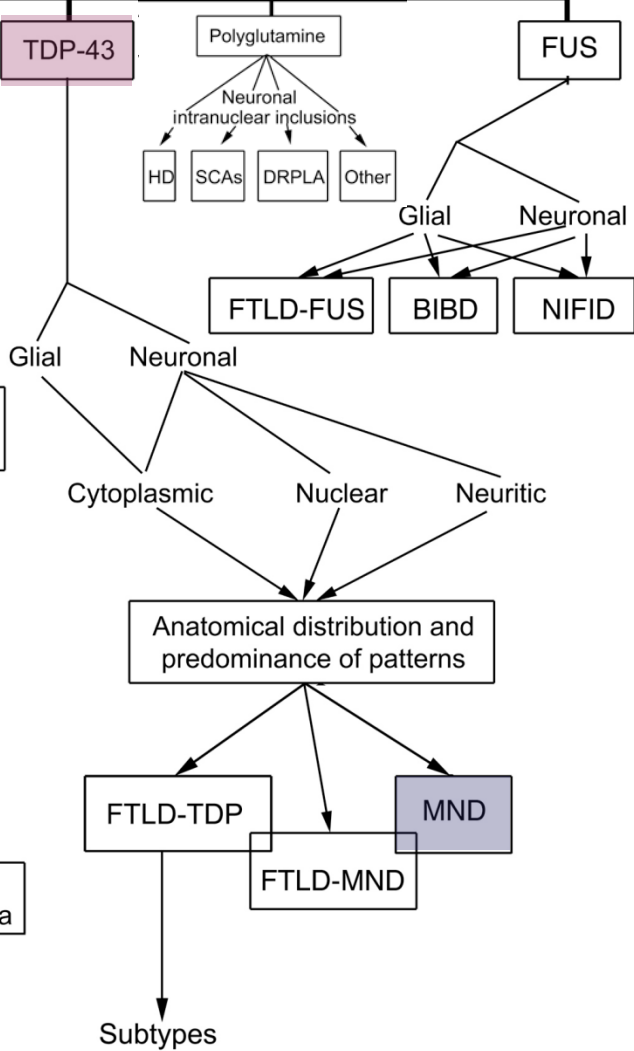 TDP-43
Polyglutamine
FUS
Neuronal
intranuclear inclusions
HD
SCAs
DRPLA
Other
Glial
Neuronal
FTLD-FUS
BIBD
NIFID
Glial
Neuronal
Cytoplasmic
Nuclear
Neuritic
Anatomical distribution and
predominance of patterns
FTLD-TDP
MND
FTLD-MND
a
Subtypes